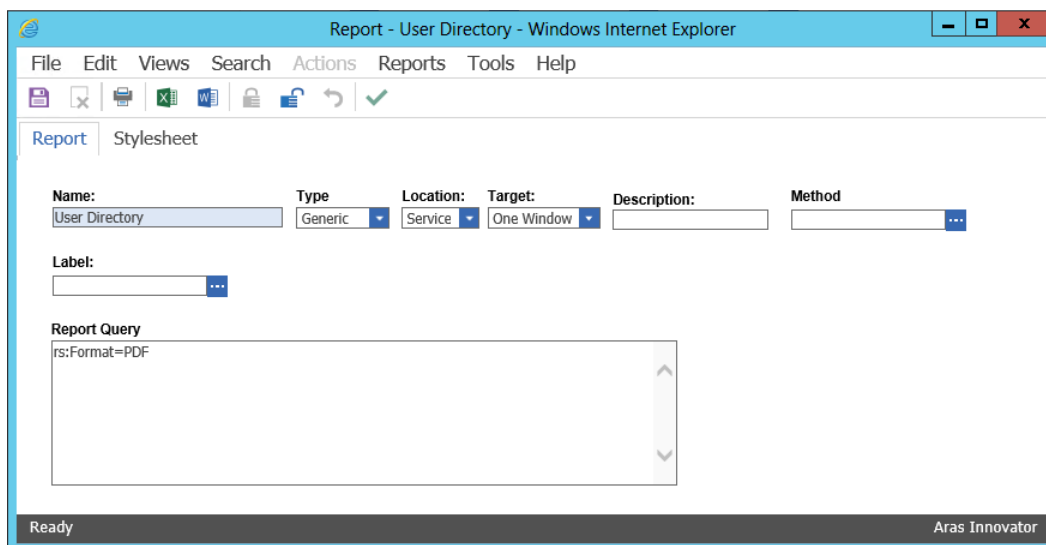 Report - User Directory - Windows Internet Explorer
File Edit Views Search Actions Reports Tools Help
Report Stylesheet
Name: Type Location: Target: Description: Method
User Directory Generic Service One Window
Label:
Report Query
rs:Format=PDF
Ready Aras Innovator